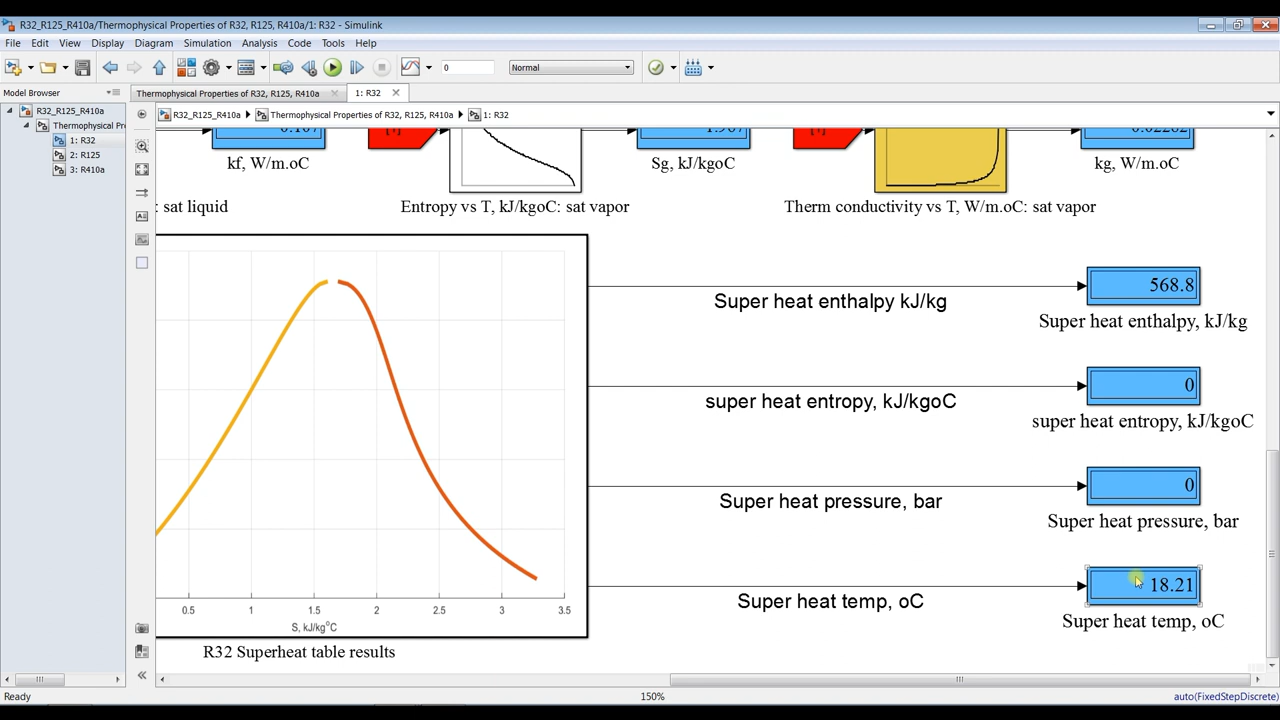 R32_R125_R410a/Thermophysical Properties of R32, R125, R410a/1: R32 - Simulink
File Edit View Display Diagram Simulation Analysis Code Tools Help
0 Normal
Model Browser
Thermophysical Properties of R32, R125, R410a 1: R32
R32_R125_R410a Thermophysical Properties of R32, R125, R410a 1: R32
R32_R125_R410a
Thermophysical Pr
1: R32
2: R125
3: R410a
kf, W/m.oC
Sg, kJ/kgoC
kg, W/m.oC
: sat liquid
Entropy vs T, kJ/kgoC: sat vapor
Therm conductivity vs T, W/m.oC: sat vapor
568.8
Super heat enthalpy kJ/kg
Super heat enthalpy, kJ/kg
0
super heat entropy, kJ/kgoC
super heat entropy, kJ/kgoC
0
Super heat pressure, bar
Super heat pressure, bar
18.21
Super heat temp, oC
Super heat temp, oC
0.5 1 1.5 2 2.5 3 3.5
S, kJ/kg°C
R32 Superheat table results
Ready 150% auto(FixedStepDiscrete)